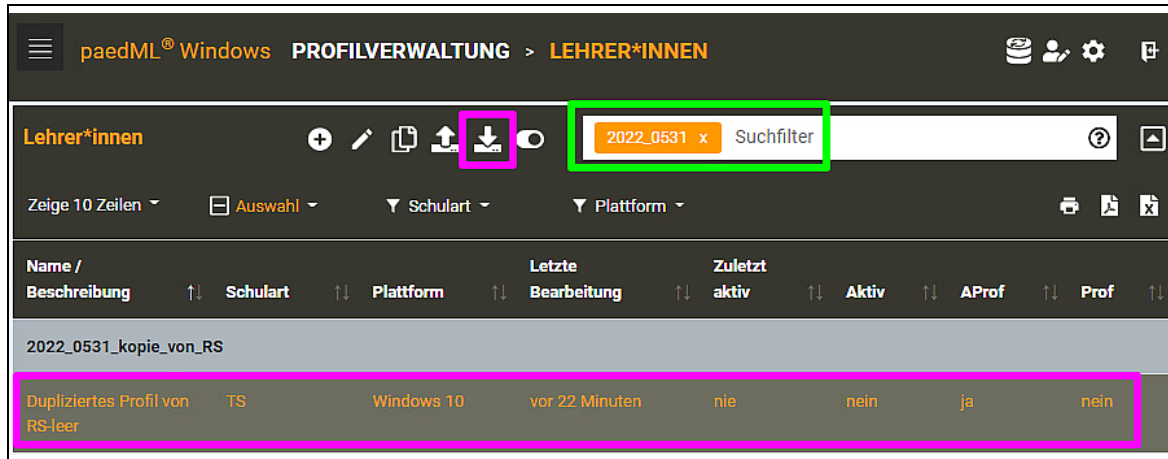 paedML® Windows PROFILVERWALTUNG > LEHRER*INNEN
Lehrer*innen 2022_0531 x Suchfilter
Zeige 10 Zeilen Auswahl Schulart Plattform
Name / Letzte Zuletzt
Beschreibung Schulart Plattform Bearbeitung aktiv Aktiv AProf Prof
2022_0531_kopie_von_RS
Dupliziertes Profil von TS Windows 10 vor 22 Minuten nie nein ja nein
RS-leer